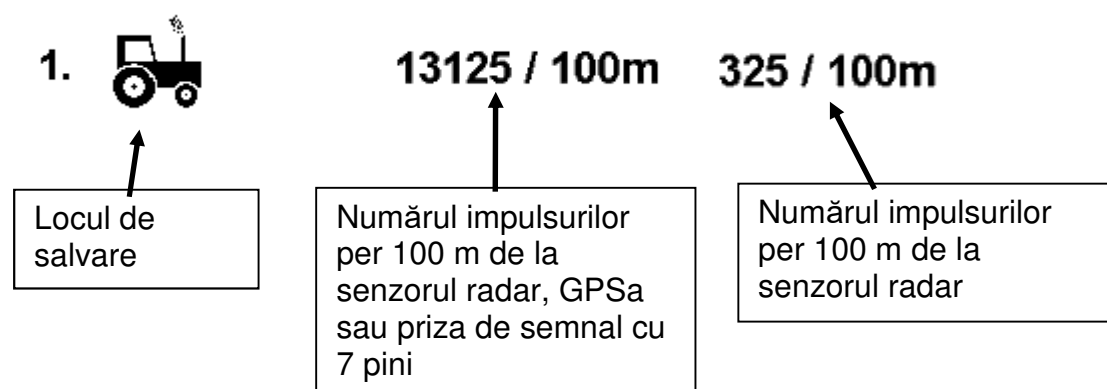 1. 13125 / 100m 325 / 100m
Locul de
salvare
Numărul impulsurilor
per 100 m de la
senzorul radar, GPSa
sau priza de semnal cu
7 pini
Numărul impulsurilor
per 100 m de la
senzorul radar